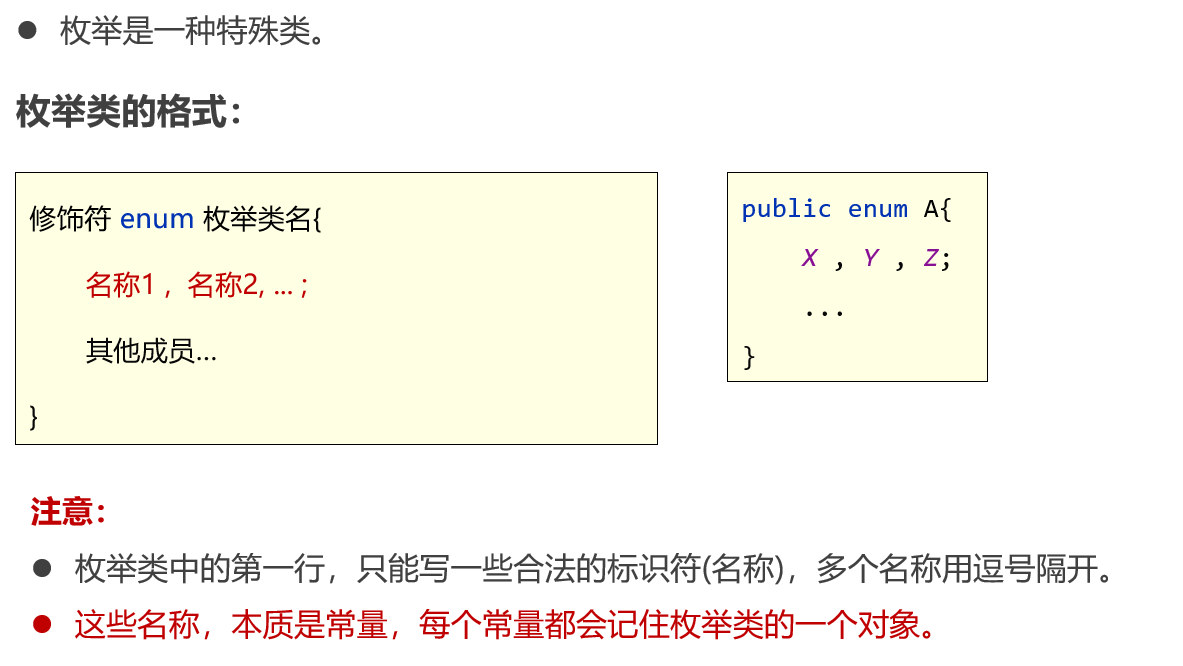 ● 枚举是一种特殊类。
枚举类的格式：
修饰符 enum 枚举类名{
名称1 ，名称2, ... ;
其他成员...
}
public enum A{
X , Y , Z;
...
}
注意：
● 枚举类中的第一行，只能写一些合法的标识符(名称)，多个名称用逗号隔开。
● 这些名称，本质是常量，每个常量都会记住枚举类的一个对象。